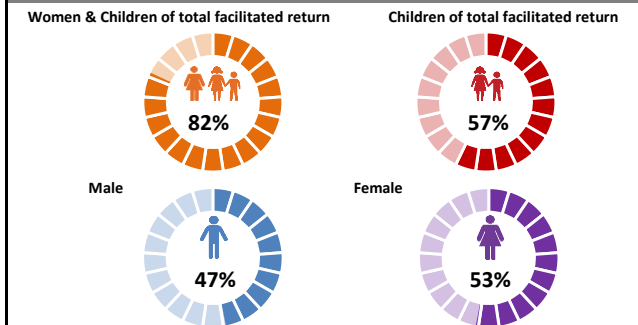 Women & Children of total facilitated return
Children of total facilitated return
82%
57%
Male
Female
47%
53%